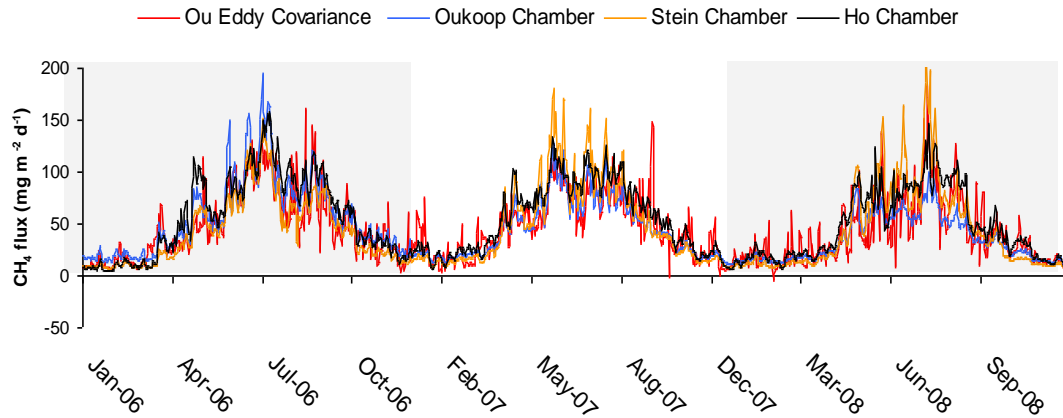 Ou Eddy Covariance Oukoop Chamber Stein Chamber Ho Chamber
CH4 flux (mg m-2 d-1)
200
150
100
50
0
-50
Jan-06 Apr-06 Jul-06 Oct-06 Feb-07 May-07 Aug-07 Dec-07 Mar-08 Jun-08 Sep-08